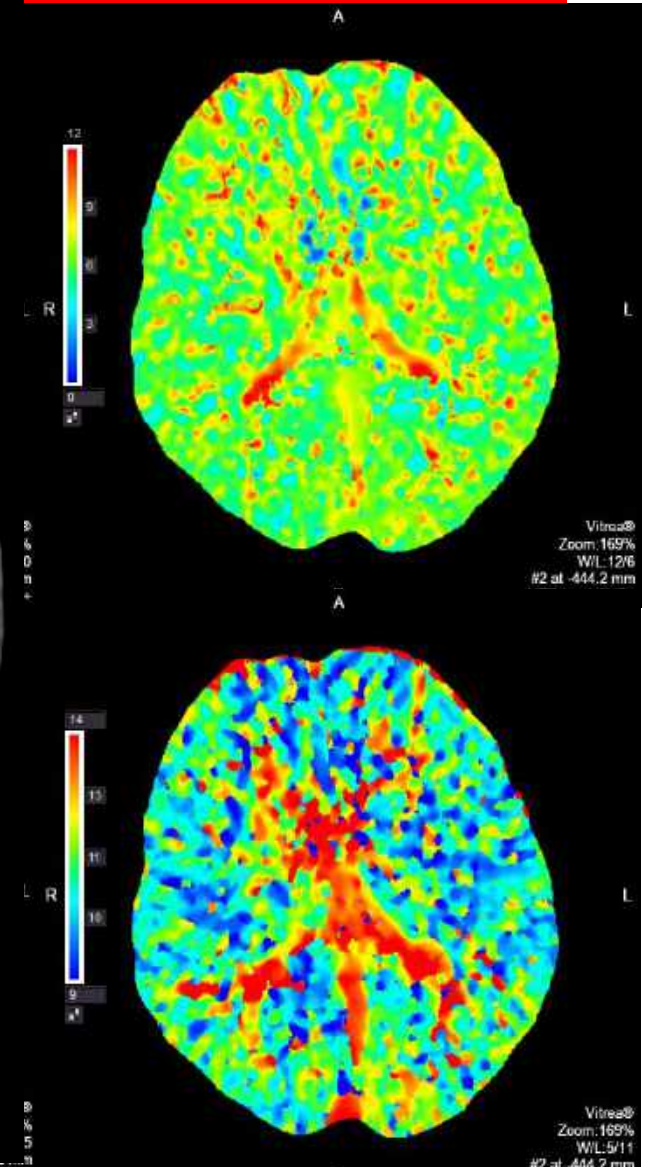 A
12
9
6
R
L
3
0
s*
Vitrea®
Zoom:169%
W/L:12/6
#2 at -444.2 mm
A
14
13
11
R
L
10
9
s*
Vitrea®
Zoom:169%
W/L:5/11
#2 at -444.2 mm